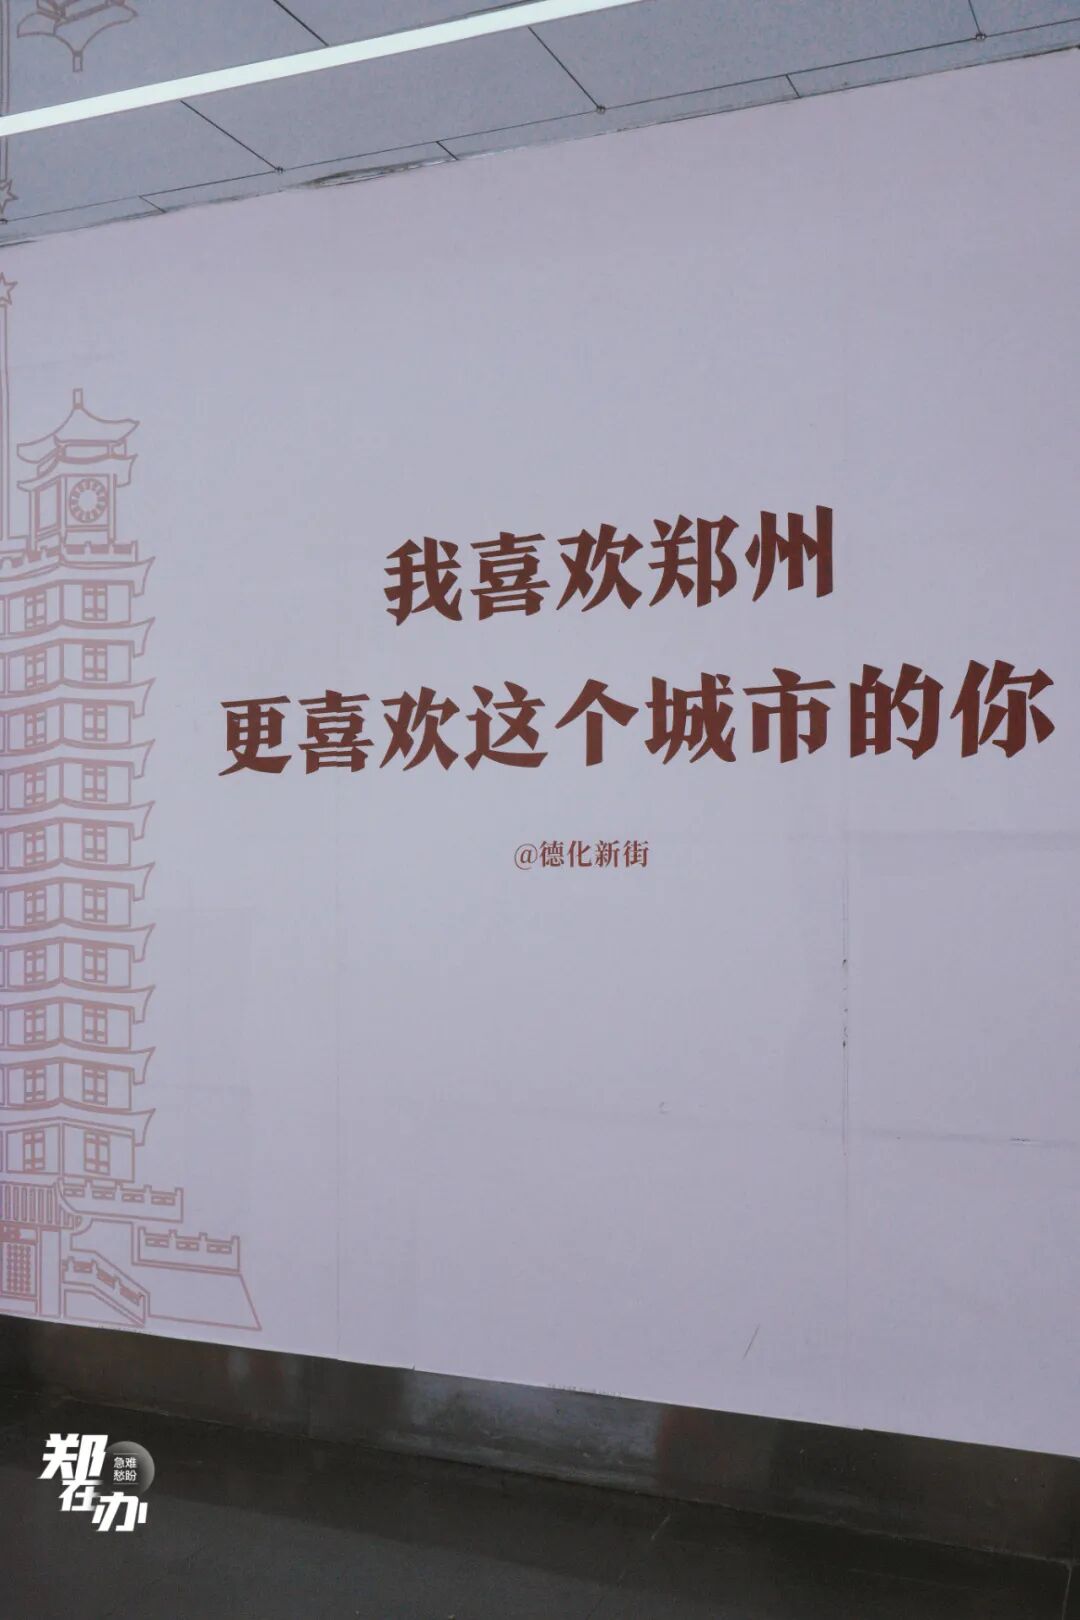 我喜欢郑州
更喜欢这个城市的你
@德化新街
郑在办
急难
愁盼